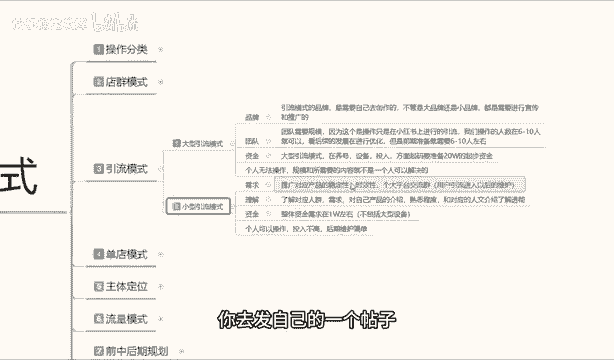 式
1 操作分类
2 店群模式
3 引流模式
1 大型引流模式
品牌
引流模式的品牌，是需要自己去创作的，不管是大品牌还是小品牌，都是需要进行宣传
和推广的
团队
团队需要规模，因为这个是操作只是在小红书上进行的引流，我们操作的人数在6-10人
就可以，看后续的发展在进行优化，但是前期必须需要6-10人左右
资金
大型引流模式，在养号，设备，投入，方面起码要准备20W的起步资金
个人无法操作，规模和所需要的内容都不是一个人可以解决的
2 小型引流模式
需求
推广对应产品的稳定性，时效性，个大平台交流群（用户引流进入以后的维护）
理解
了解对应人群，需求，对自己产品的介绍，熟悉程度，和对应的人文介绍了解透彻
资金
整体资金需求在1W左右（不包括大型设备）
个人可以操作，投入不高，后期维护简单
4 单店模式
5 主体定位
6 流量模式
7 前中后期规划
你去发自己的一个帖子